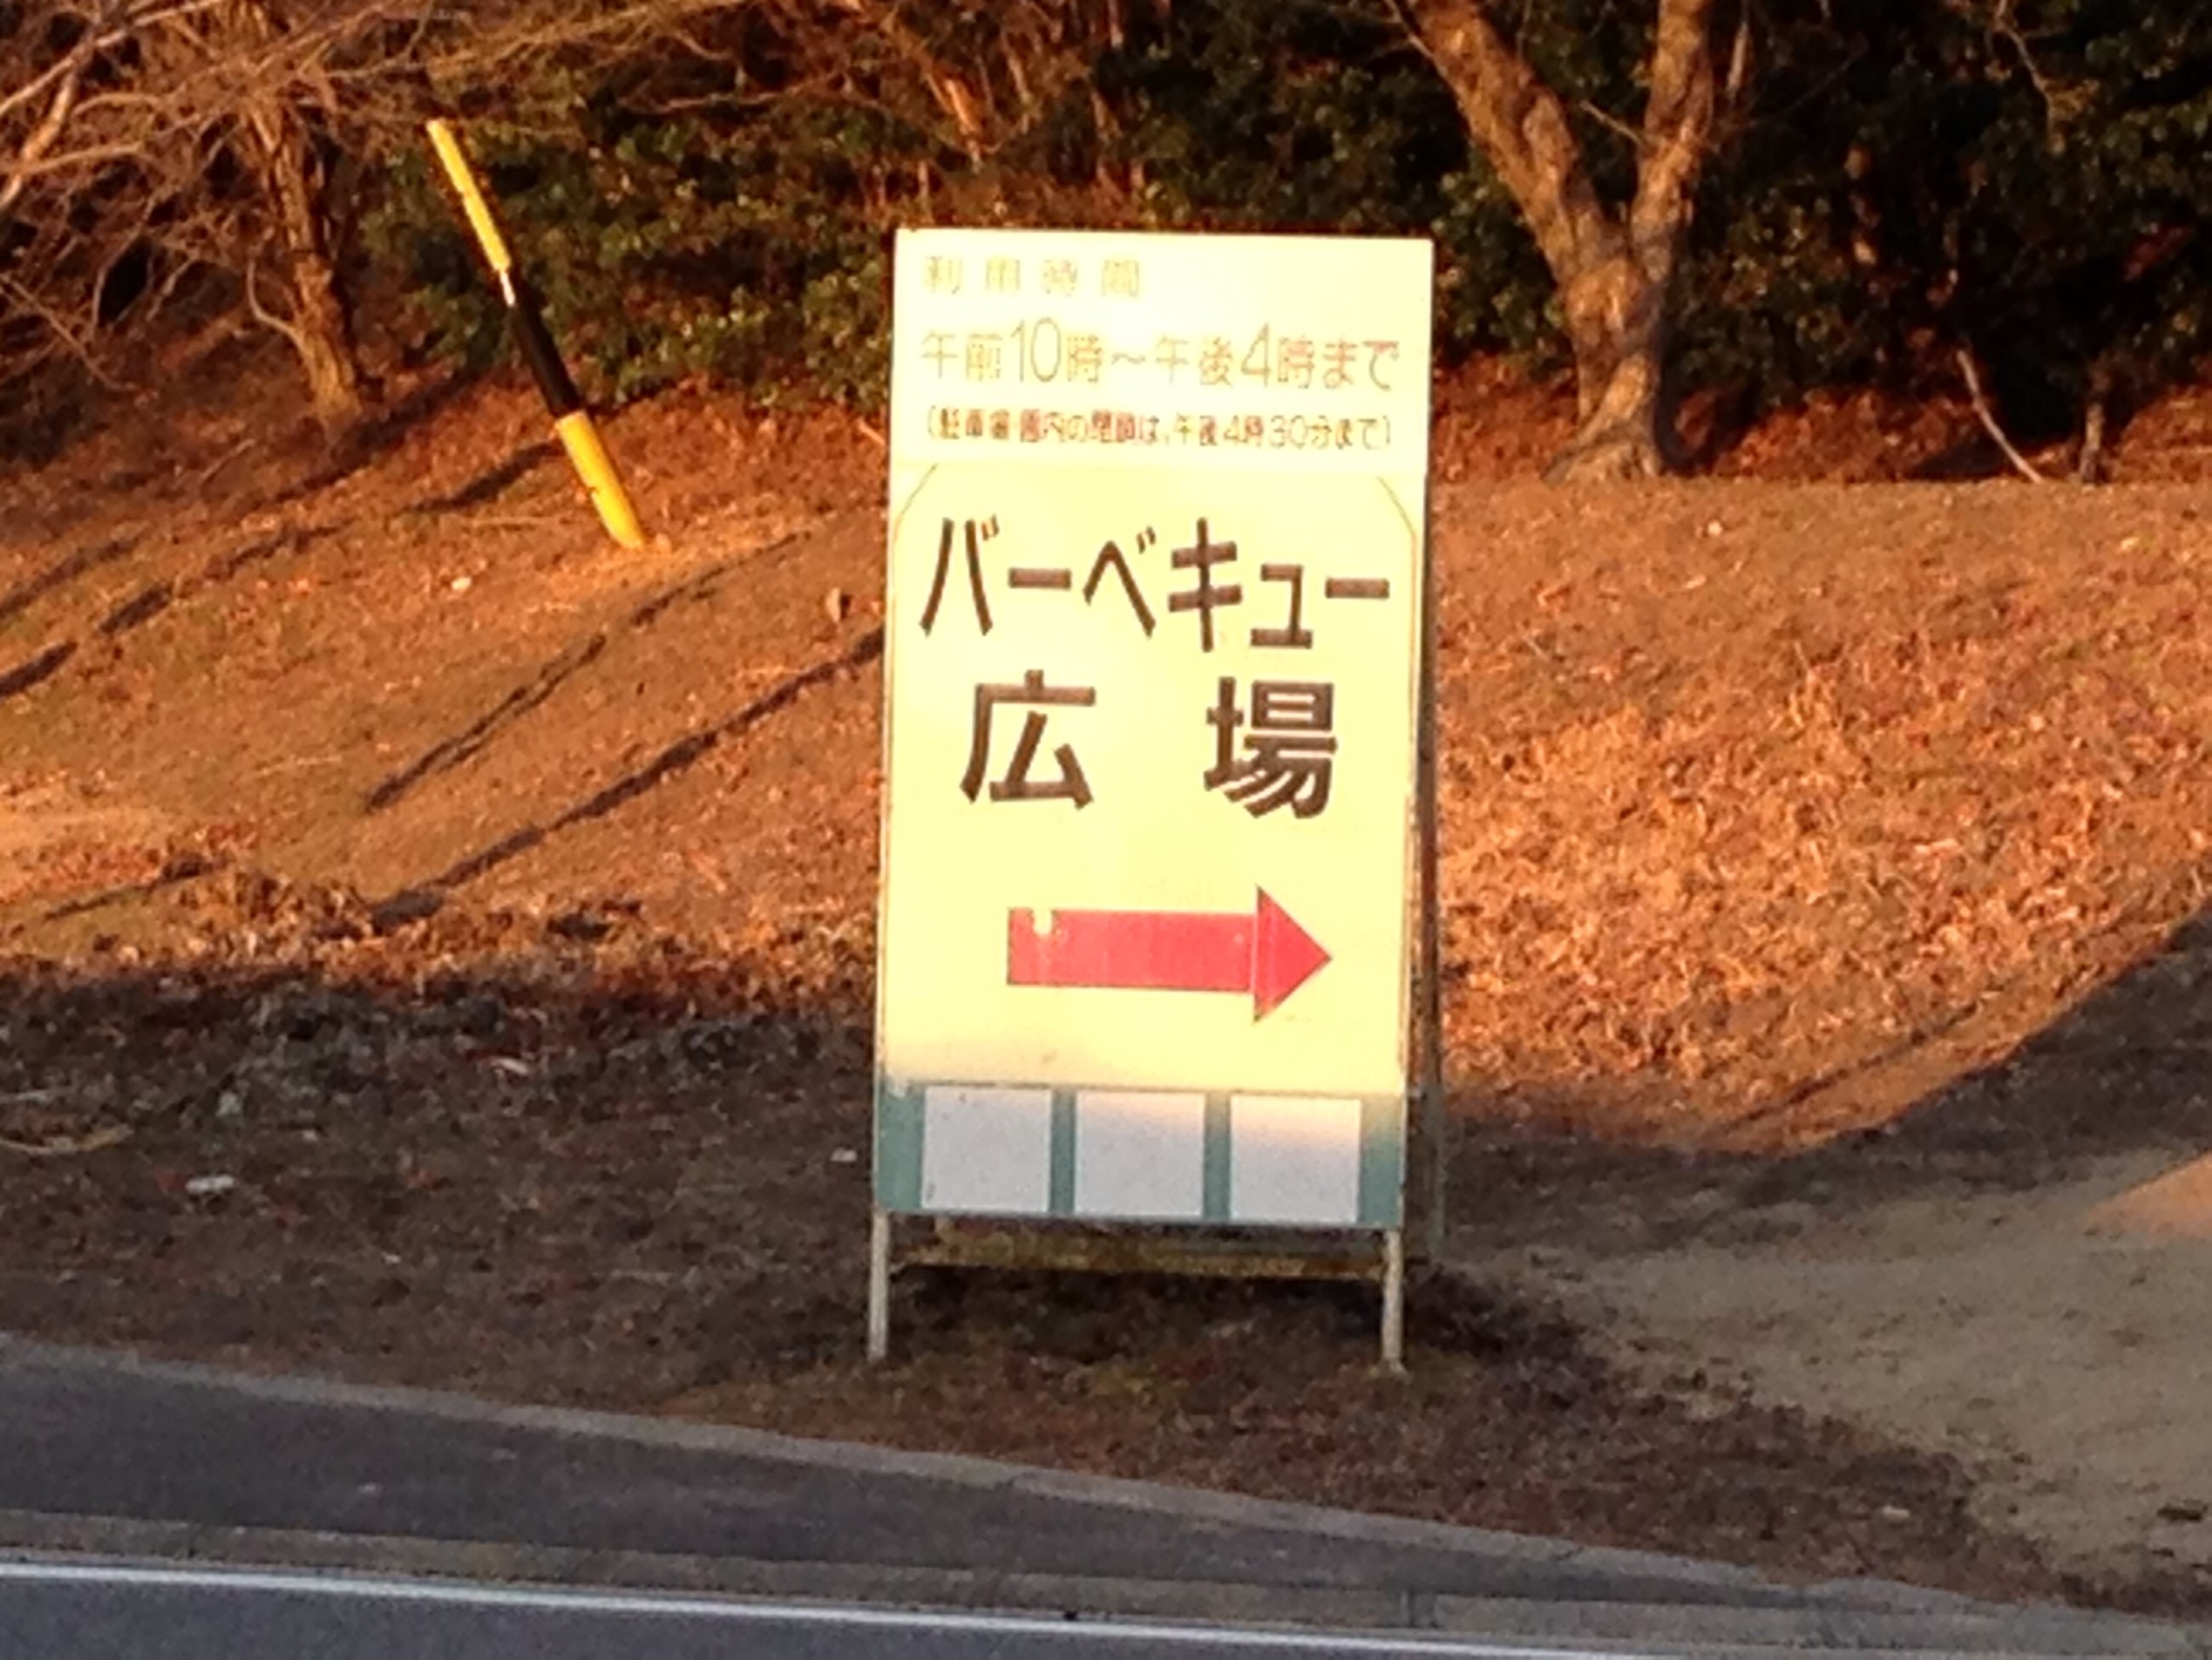 利用時間
午前10時〜午後4時まで
(駐車場・園内の閉鎖は、午後4時30分まで)
バーベキュー
広場